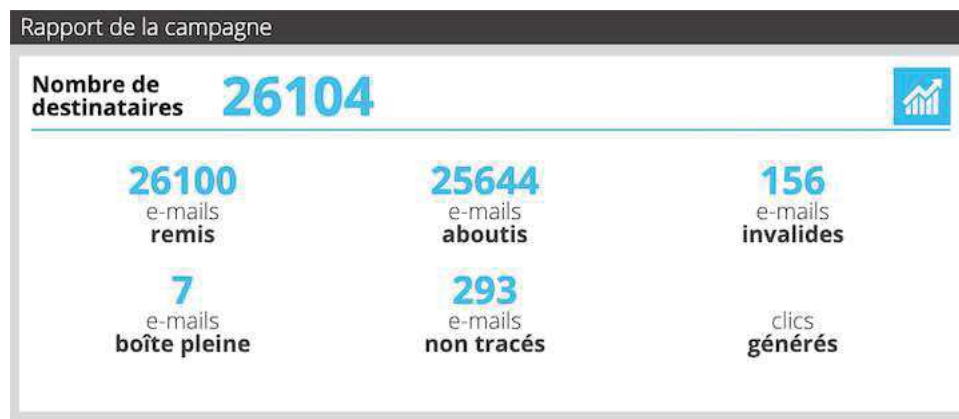 Rapport de la campagne
Nombre de
destinataires
26104
26100
e-mails
remis
25644
e-mails
aboutis
156
e-mails
invalides
7
e-mails
boîte pleine
293
e-mails
non tracés
clics
générés